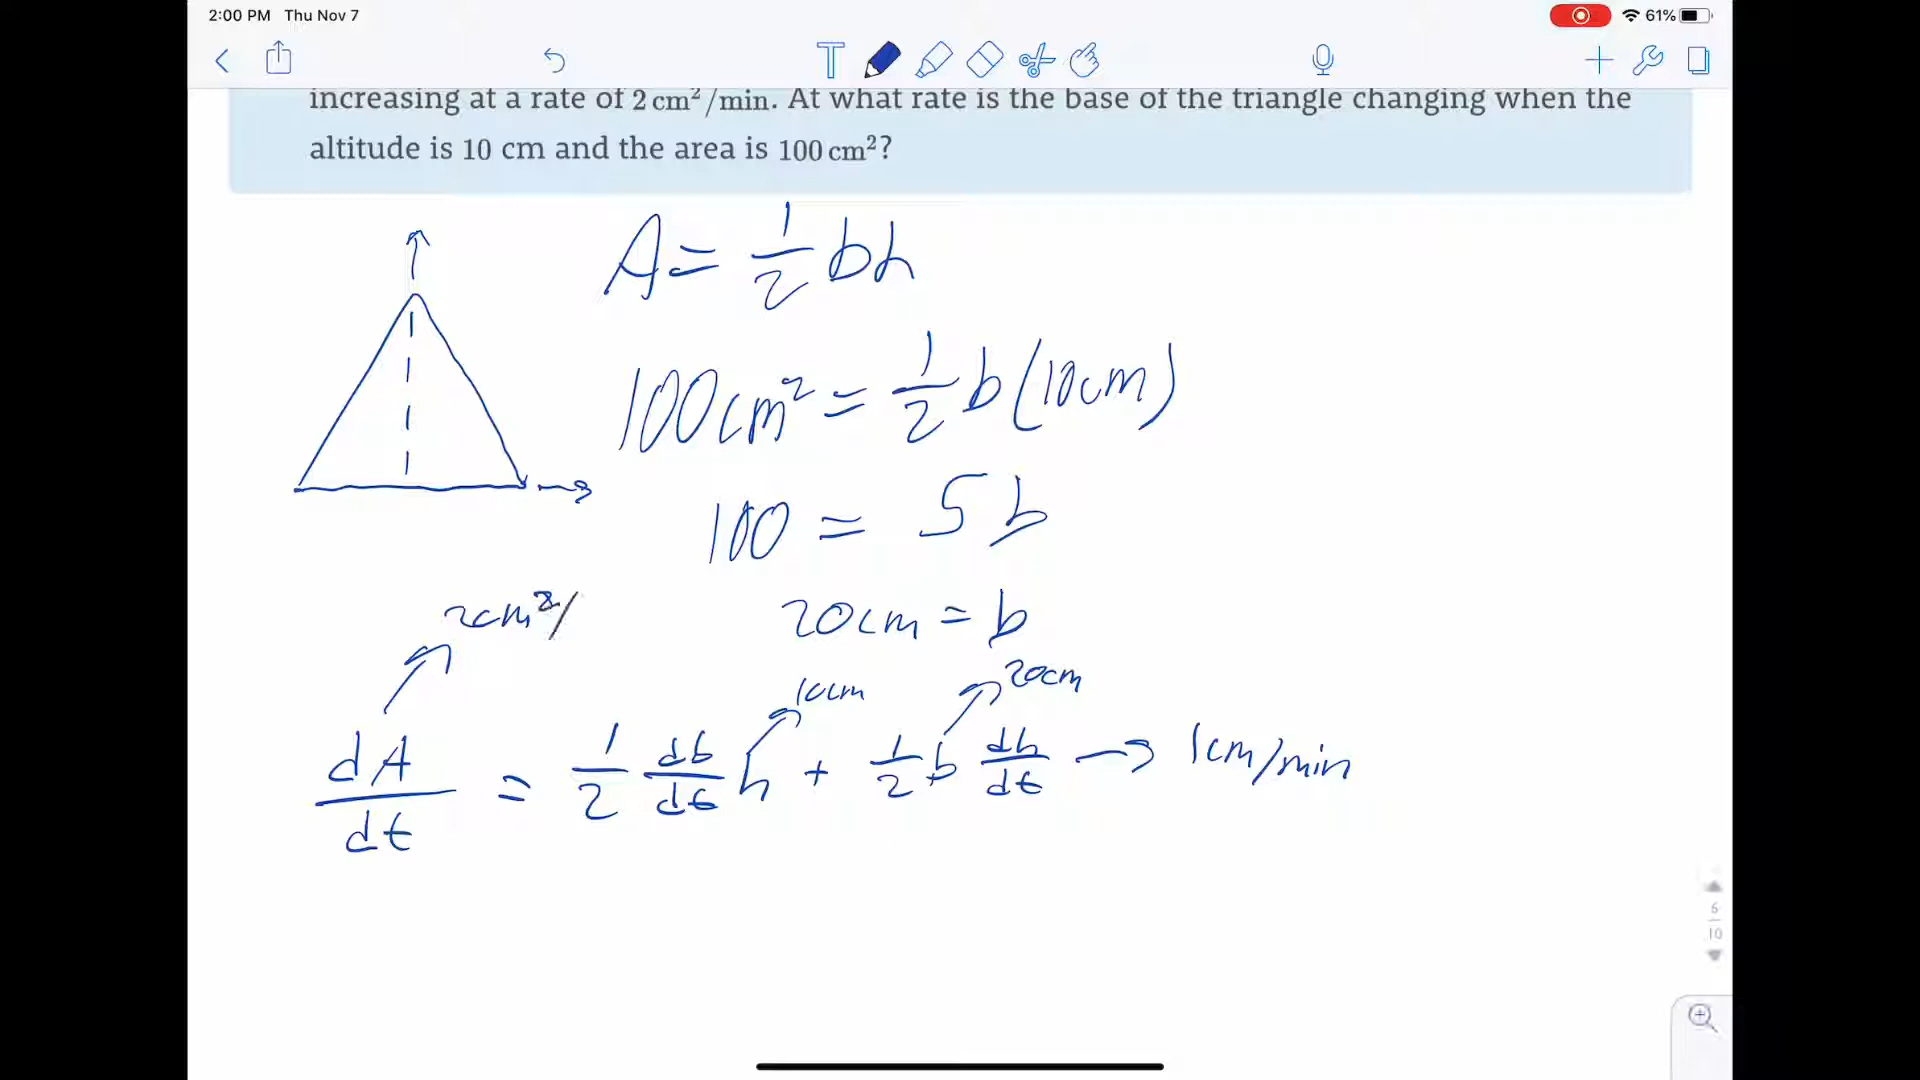 2:00 PM Thu Nov 7
61%
T
increasing at a rate of 2 cm²/min. At what rate is the base of the triangle changing when the
altitude is 10 cm and the area is 100 cm²?
A = 1/2 bh
100cm² = 1/2 b(10cm)
100 = 5b
2cm²/
20cm = b
10cm
20cm
dA/dt = 1/2 db/dt h + 1/2 b dh/dt → 1cm/min
6
10